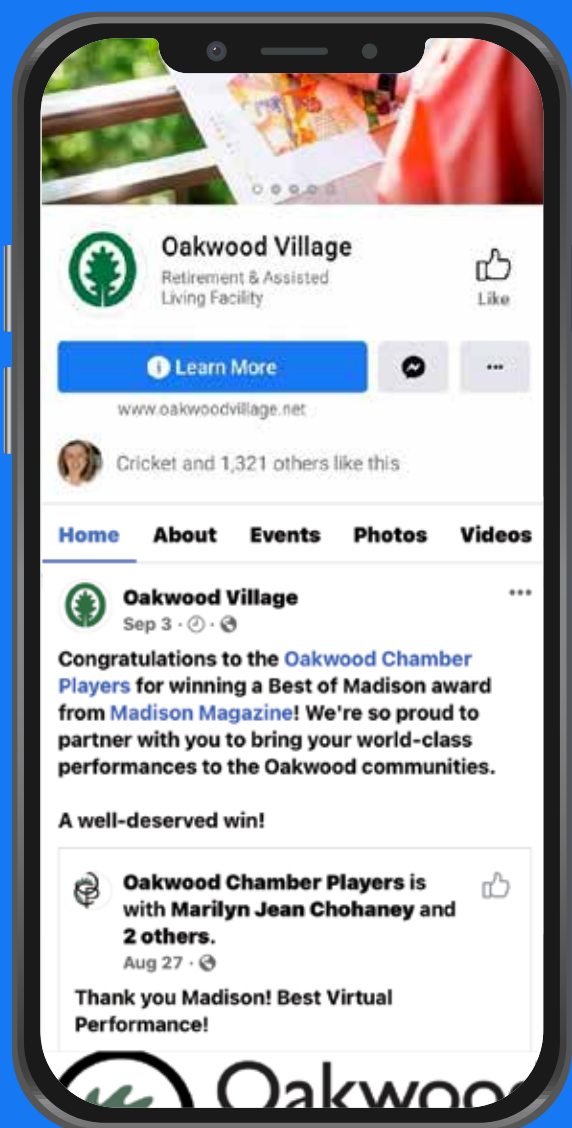 Oakwood Village
Retirement & Assisted
Living Facility
Like
Learn More
www.oakwoodvillage.net
Cricket and 1,321 others like this
Home About Events Photos Videos
Oakwood Village
Sep 3 ·  · 
Congratulations to the Oakwood Chamber
Players for winning a Best of Madison award
from Madison Magazine! We're so proud to
partner with you to bring your world-class
performances to the Oakwood communities.
A well-deserved win!
Oakwood Chamber Players is
with Marilyn Jean Chohaney and
2 others.
Aug 27 · 
Thank you Madison! Best Virtual
Performance!